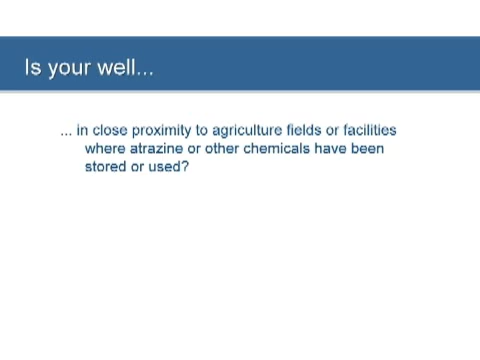 Is your well...
... in close proximity to agriculture fields or facilities
where atrazine or other chemicals have been
stored or used?